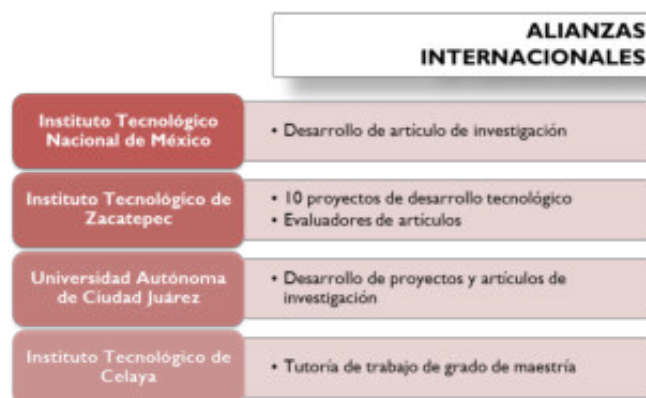 ALIANZAS
INTERNACIONALES
Instituto Tecnológico
Nacional de México
• Desarrollo de artículo de investigación
Instituto Tecnológico de
Zacatepec
• 10 proyectos de desarrollo tecnológico
• Evaluadores de artículos
Universidad Autónoma
de Ciudad Juárez
• Desarrollo de proyectos y artículos de
investigación
Instituto Tecnológico de
Celaya
• Tutoría de trabajo de grado de maestría